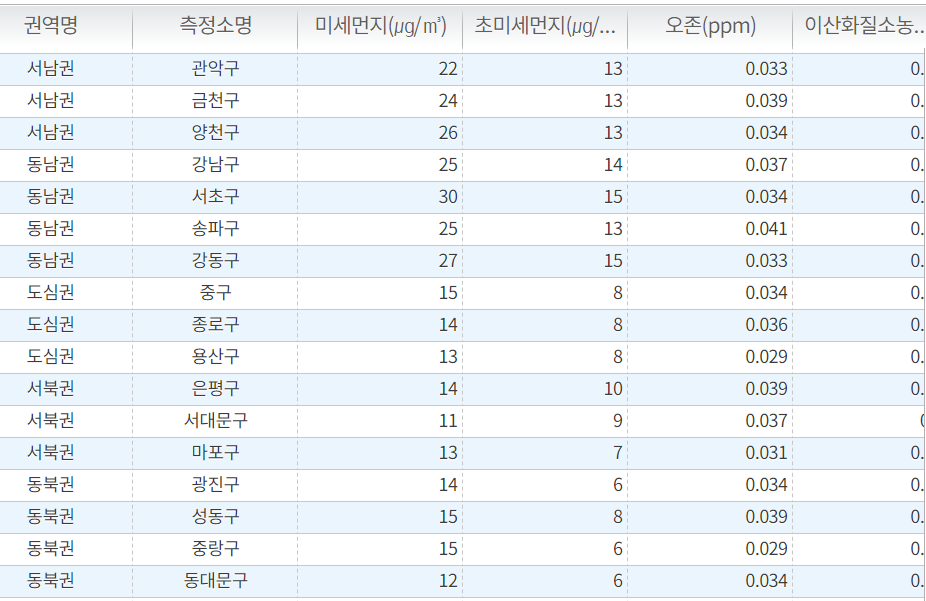 권역명 측정소명 미세먼지(㎍/㎥) 초미세먼지(㎍/... 오존(ppm) 이산화질소농...
서남권 관악구 22 13 0.033 0.
서남권 금천구 24 13 0.039 0.
서남권 양천구 26 13 0.034 0.
동남권 강남구 25 14 0.037 0.
동남권 서초구 30 15 0.034 0.
동남권 송파구 25 13 0.041 0.
동남권 강동구 27 15 0.033 0.
도심권 중구 15 8 0.034 0.
도심권 종로구 14 8 0.036 0.
도심권 용산구 13 8 0.029 0.
서북권 은평구 14 10 0.039 0.
서북권 서대문구 11 9 0.037
서북권 마포구 13 7 0.031 0.
동북권 광진구 14 6 0.034 0.
동북권 성동구 15 8 0.039 0.
동북권 중랑구 15 6 0.029 0.
동북권 동대문구 12 6 0.034 0.